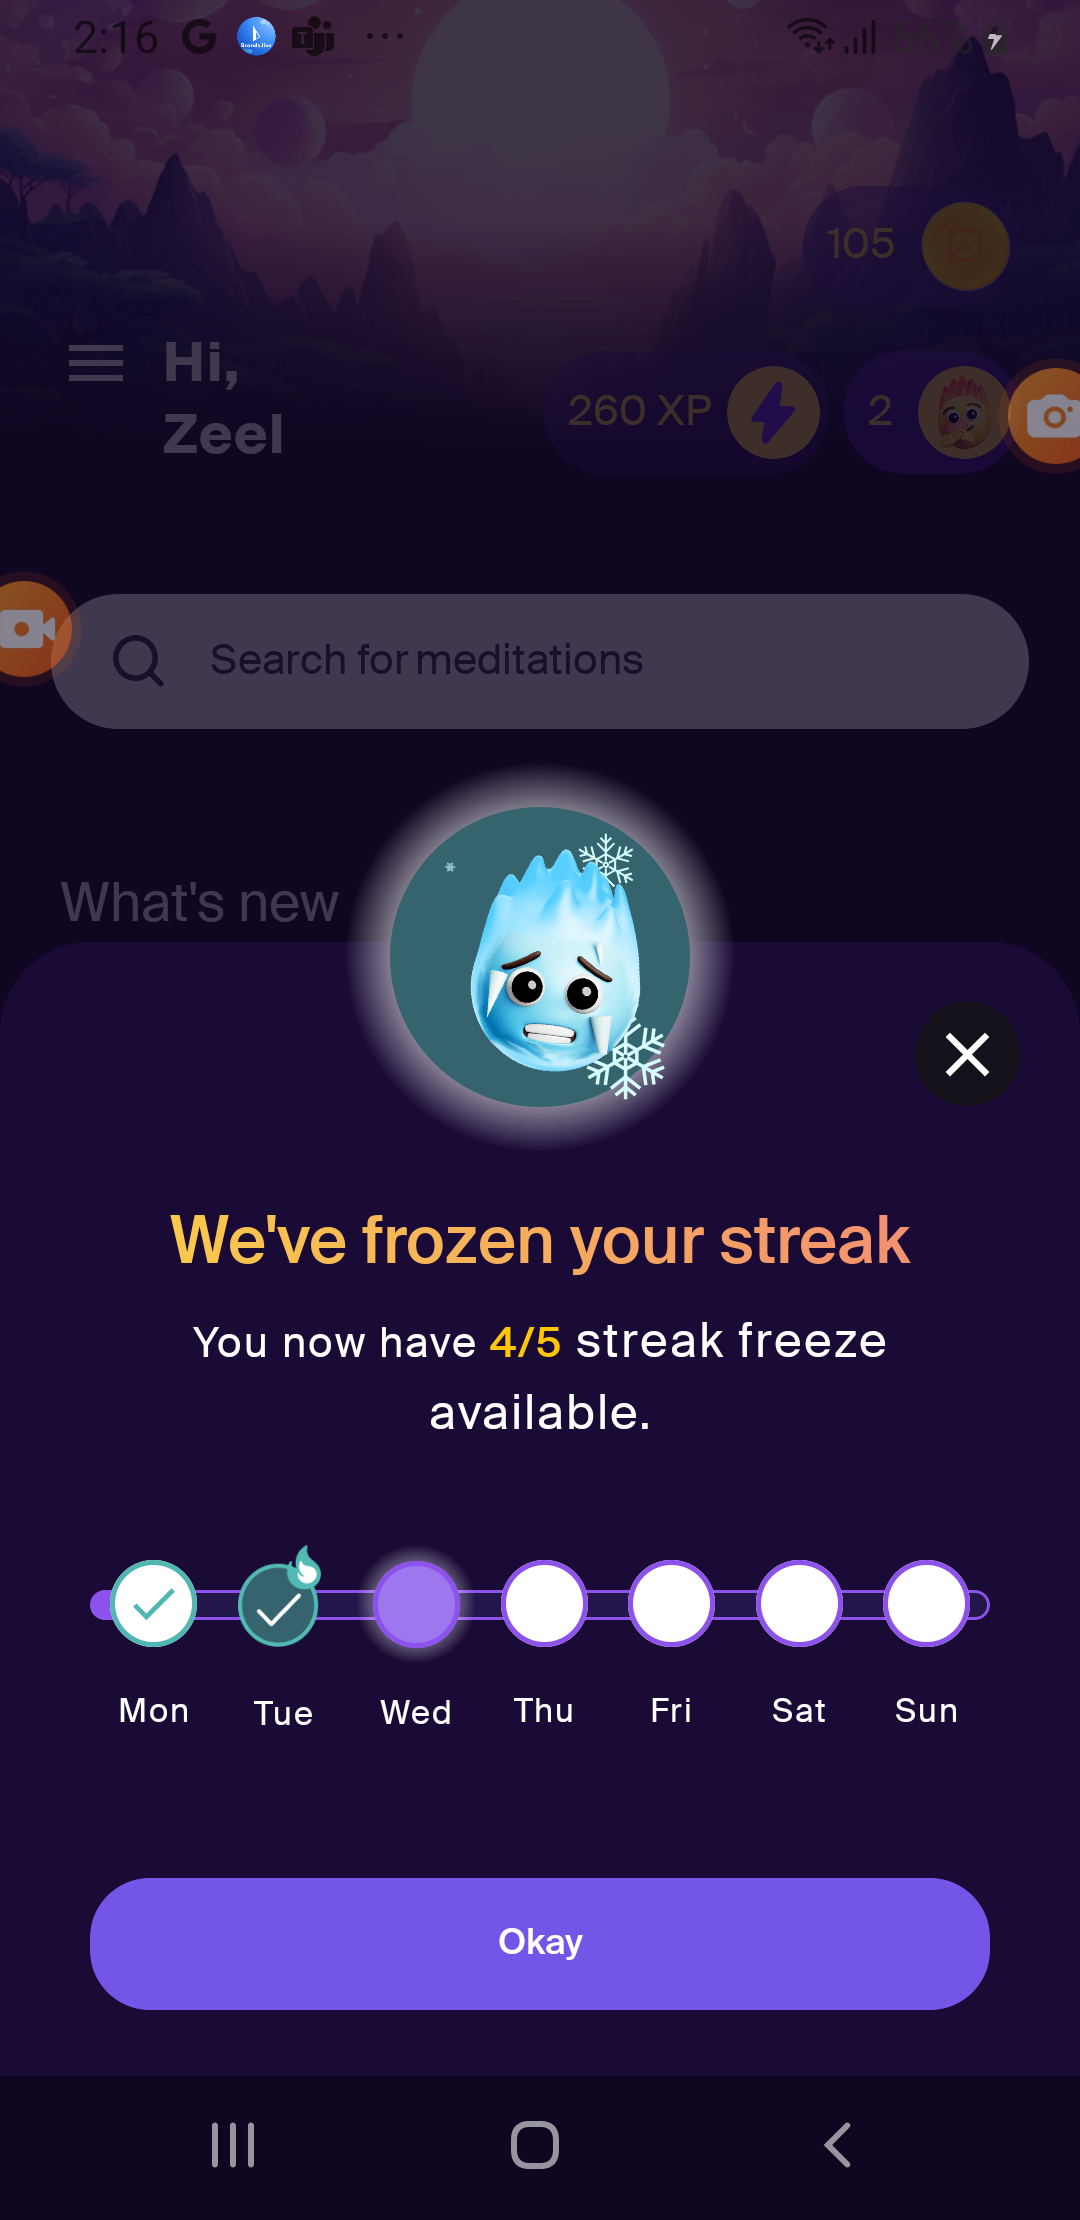 2:16
105
Hi,
Zeel
260 XP
2
Search for meditations
What's new
We've frozen your streak
You now have 4/5 streak freeze
available.
Mon Tue Wed Thu Fri Sat Sun
Okay